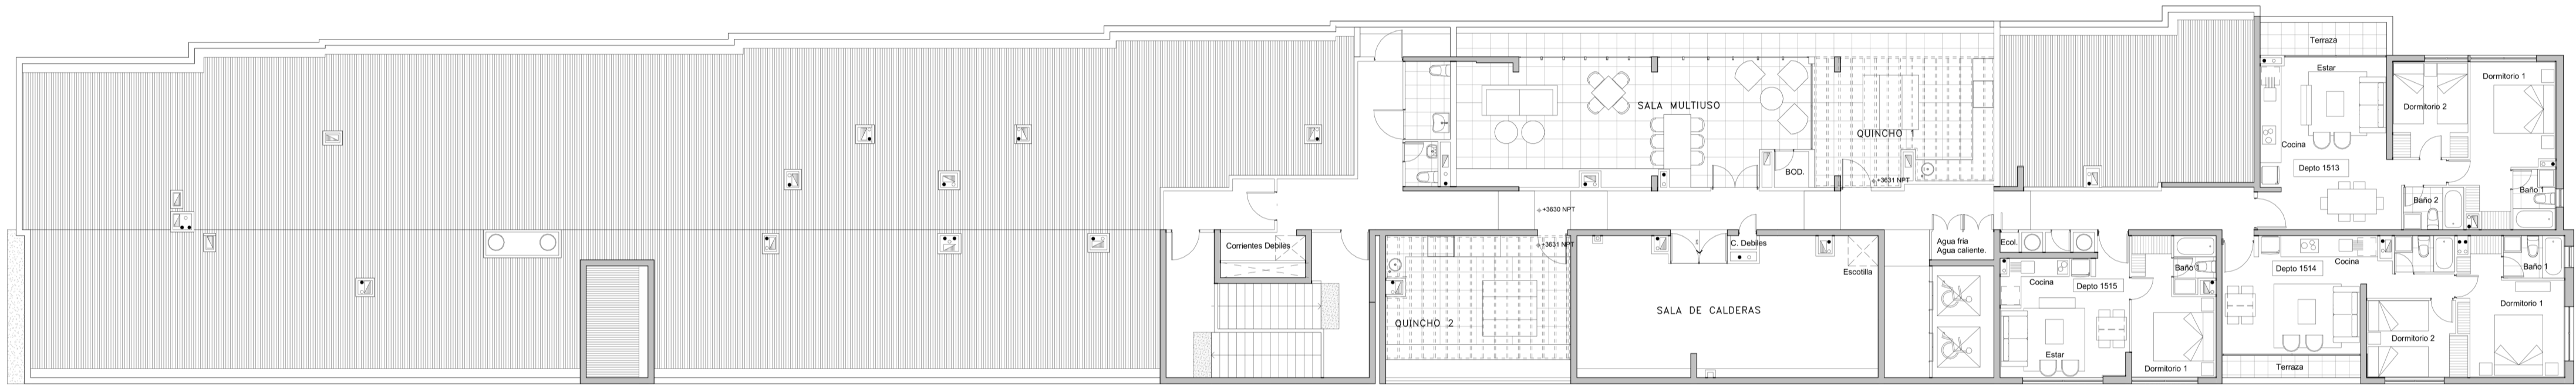 Terraza
Estar
Dormitorio 1
Dormitorio 2
SALA MULTIUSO
QUINCHO 1
Cocina
Depto 1513
BOD.
+3631 NPT
Baño 1
Baño 2
+3630 NPT
+3631 NPT
Corrientes Debiles
C. Debiles
Agua fria
Agua caliente.
Ecol.
Escotilla
Baño 1
Cocina
Depto 1515
Depto 1514
Cocina
Baño 1
SALA DE CALDERAS
QUINCHO 2
Dormitorio 1
Dormitorio 2
Estar
Dormitorio 1
Terraza